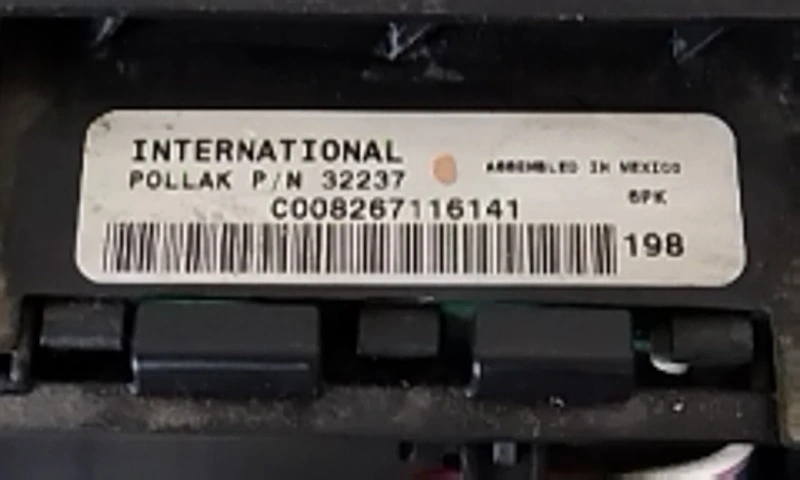 INTERNATIONAL
POLLAK P/N 32237
ASSEMBLED IN MEXICO
6PK
C008267116141
198